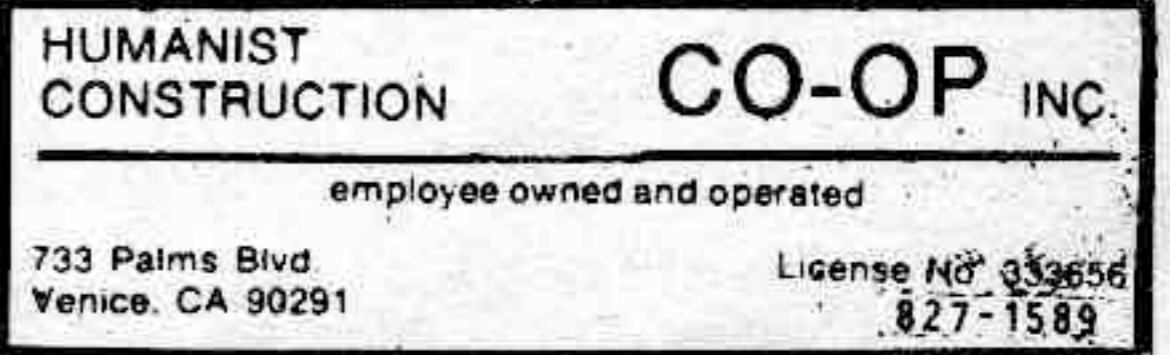 HUMANIST
CONSTRUCTION
CO-OP INC.
employee owned and operated
733 Palms Blvd.
Venice, CA 90291
License No 333656
827-1589